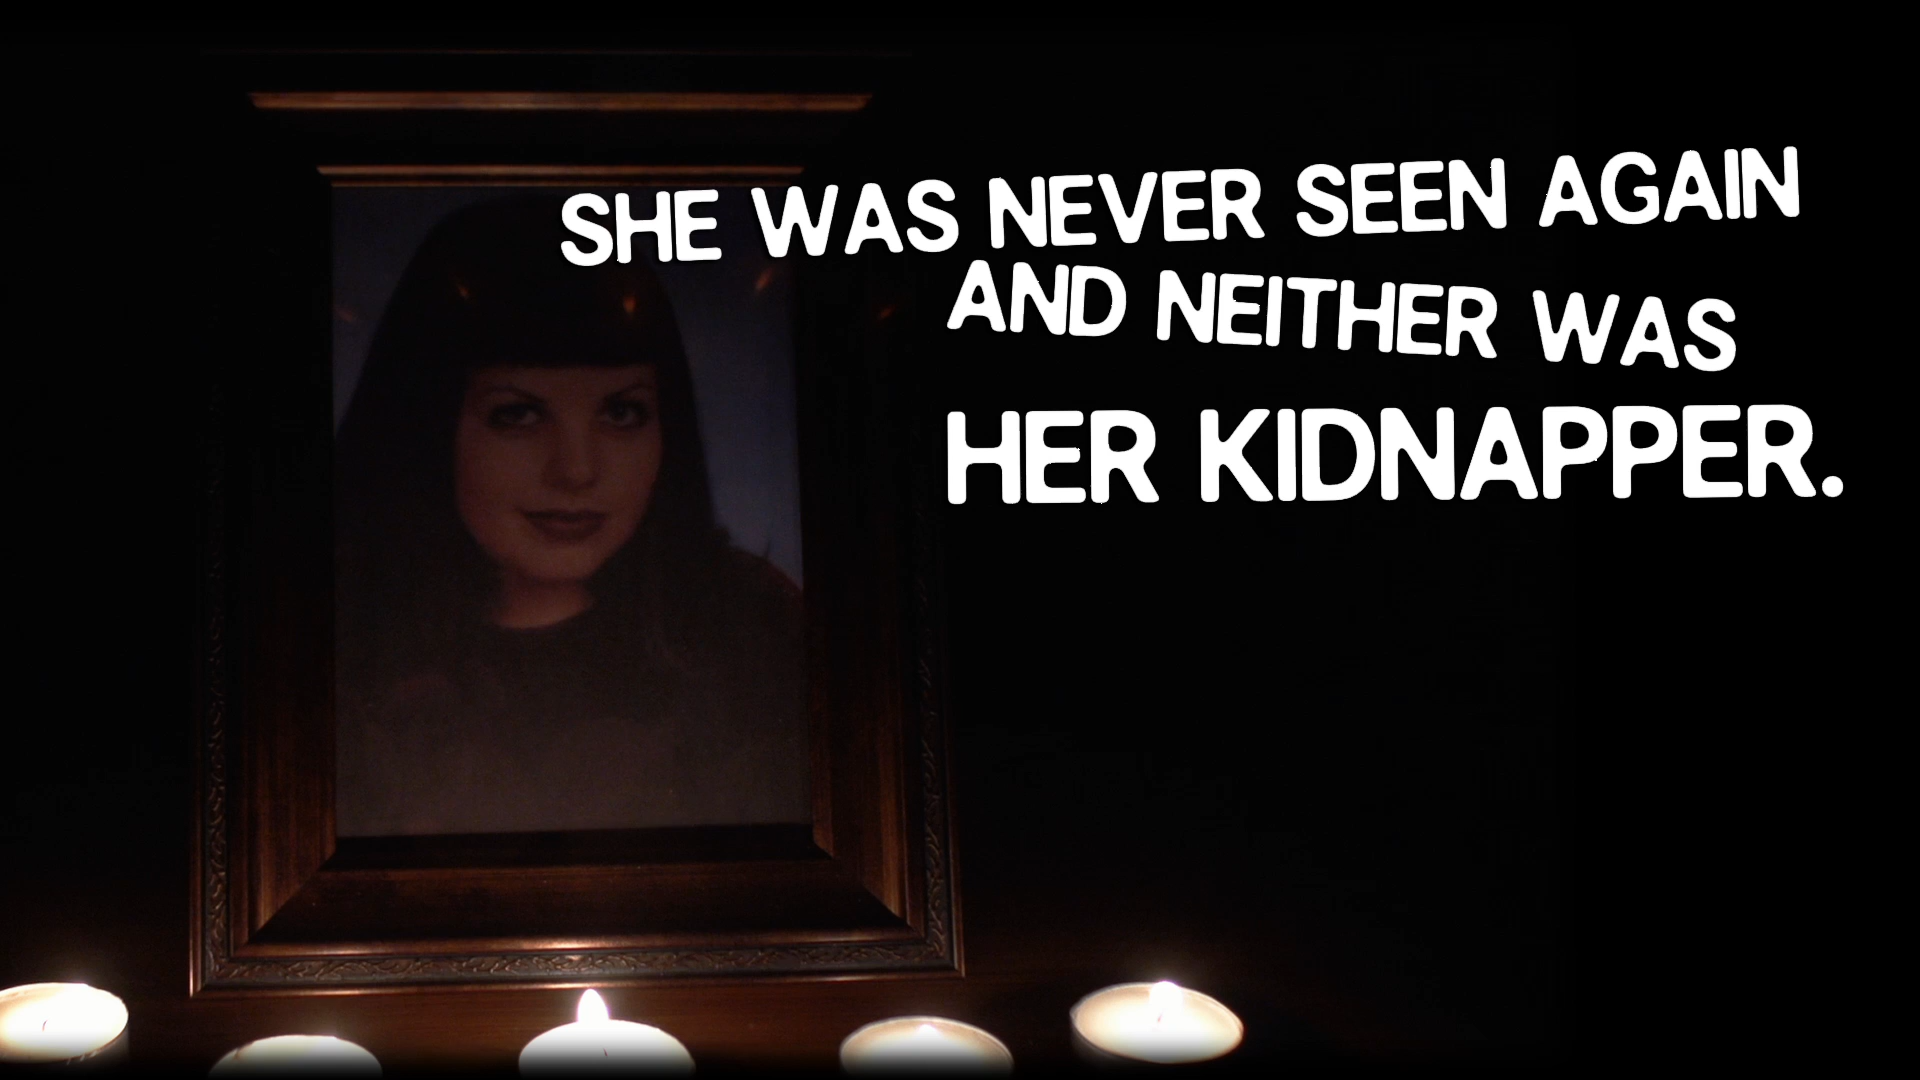 SHE WAS NEVER SEEN AGAIN
AND NEITHER WAS
HER KIDNAPPER.